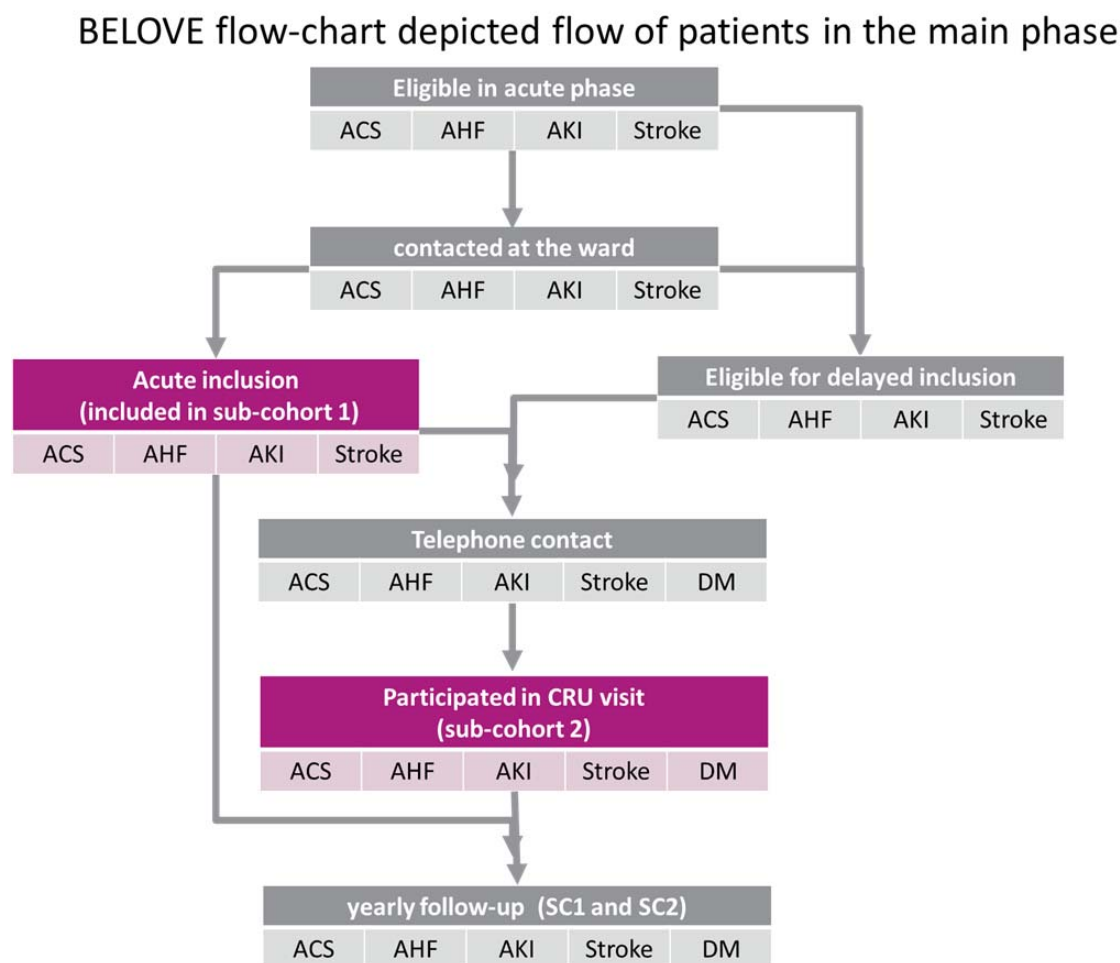 BELOVE flow-chart depicted flow of patients in the main phase
Eligible in acute phase
ACS AHF AKI Stroke
contacted at the ward
ACS AHF AKI Stroke
Acute inclusion
(included in sub-cohort 1)
ACS AHF AKI Stroke
Eligible for delayed inclusion
ACS AHF AKI Stroke
Telephone contact
ACS AHF AKI Stroke DM
Participated in CRU visit
(sub-cohort 2)
ACS AHF AKI Stroke DM
yearly follow-up (SC1 and SC2)
ACS AHF AKI Stroke DM